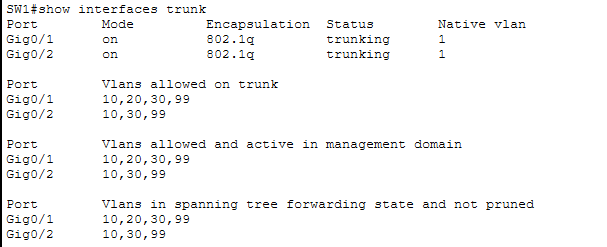 SW1#show interfaces trunk
Port Mode Encapsulation Status Native vlan
Gig0/1 on 802.1q trunking 1
Gig0/2 on 802.1q trunking 1
Port Vlans allowed on trunk
Gig0/1 10,20,30,99
Gig0/2 10,30,99
Port Vlans allowed and active in management domain
Gig0/1 10,20,30,99
Gig0/2 10,30,99
Port Vlans in spanning tree forwarding state and not pruned
Gig0/1 10,20,30,99
Gig0/2 10,30,99